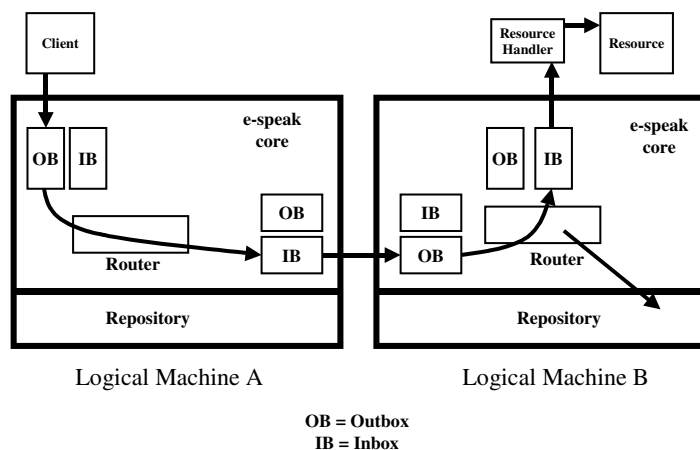 Client
Resource
Handler
Resource
e-speak
core
e-speak
core
OB
IB
OB
IB
OB
IB
IB
OB
Router
Router
Repository
Repository
Logical Machine A
Logical Machine B
OB = Outbox
IB = Inbox